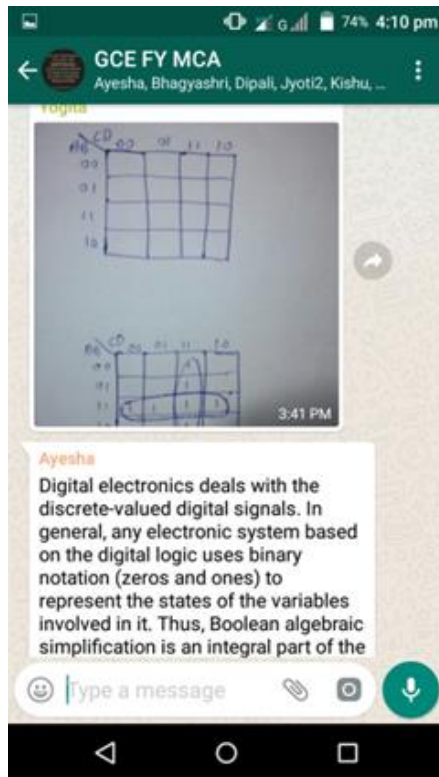 G 74% 4:10 pm
GCE FY MCA
Ayesha, Bhagyashri, Dipali, Jyoti2, Kishu, ...
Yogita
AB CD 00 01 11 10
00
01
11
10
AB CD 11 10
00
01 1
11 1 1 1 1
3:41 PM
Ayesha
Digital electronics deals with the
discrete-valued digital signals. In
general, any electronic system based
on the digital logic uses binary
notation (zeros and ones) to
represent the states of the variables
involved in it. Thus, Boolean algebraic
simplification is an integral part of the
Type a message